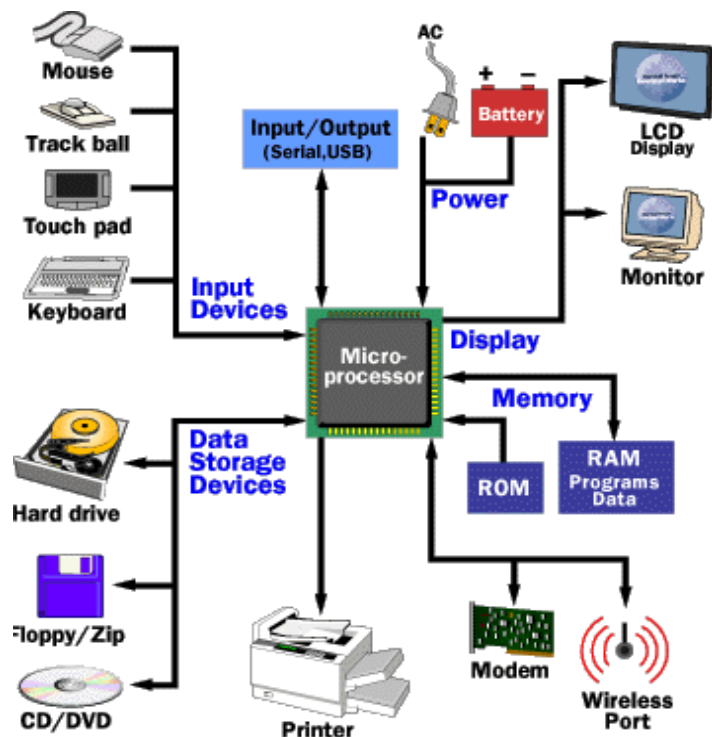 Mouse
Track ball
Touch pad
Keyboard
Input
Devices
Input/Output
(Serial,USB)
AC
+ −
Battery
Power
LCD
Display
Monitor
Display
Micro-
processor
Memory
ROM
RAM
Programs
Data
Data
Storage
Devices
Hard drive
Floppy/Zip
CD/DVD
Printer
Modem
Wireless
Port